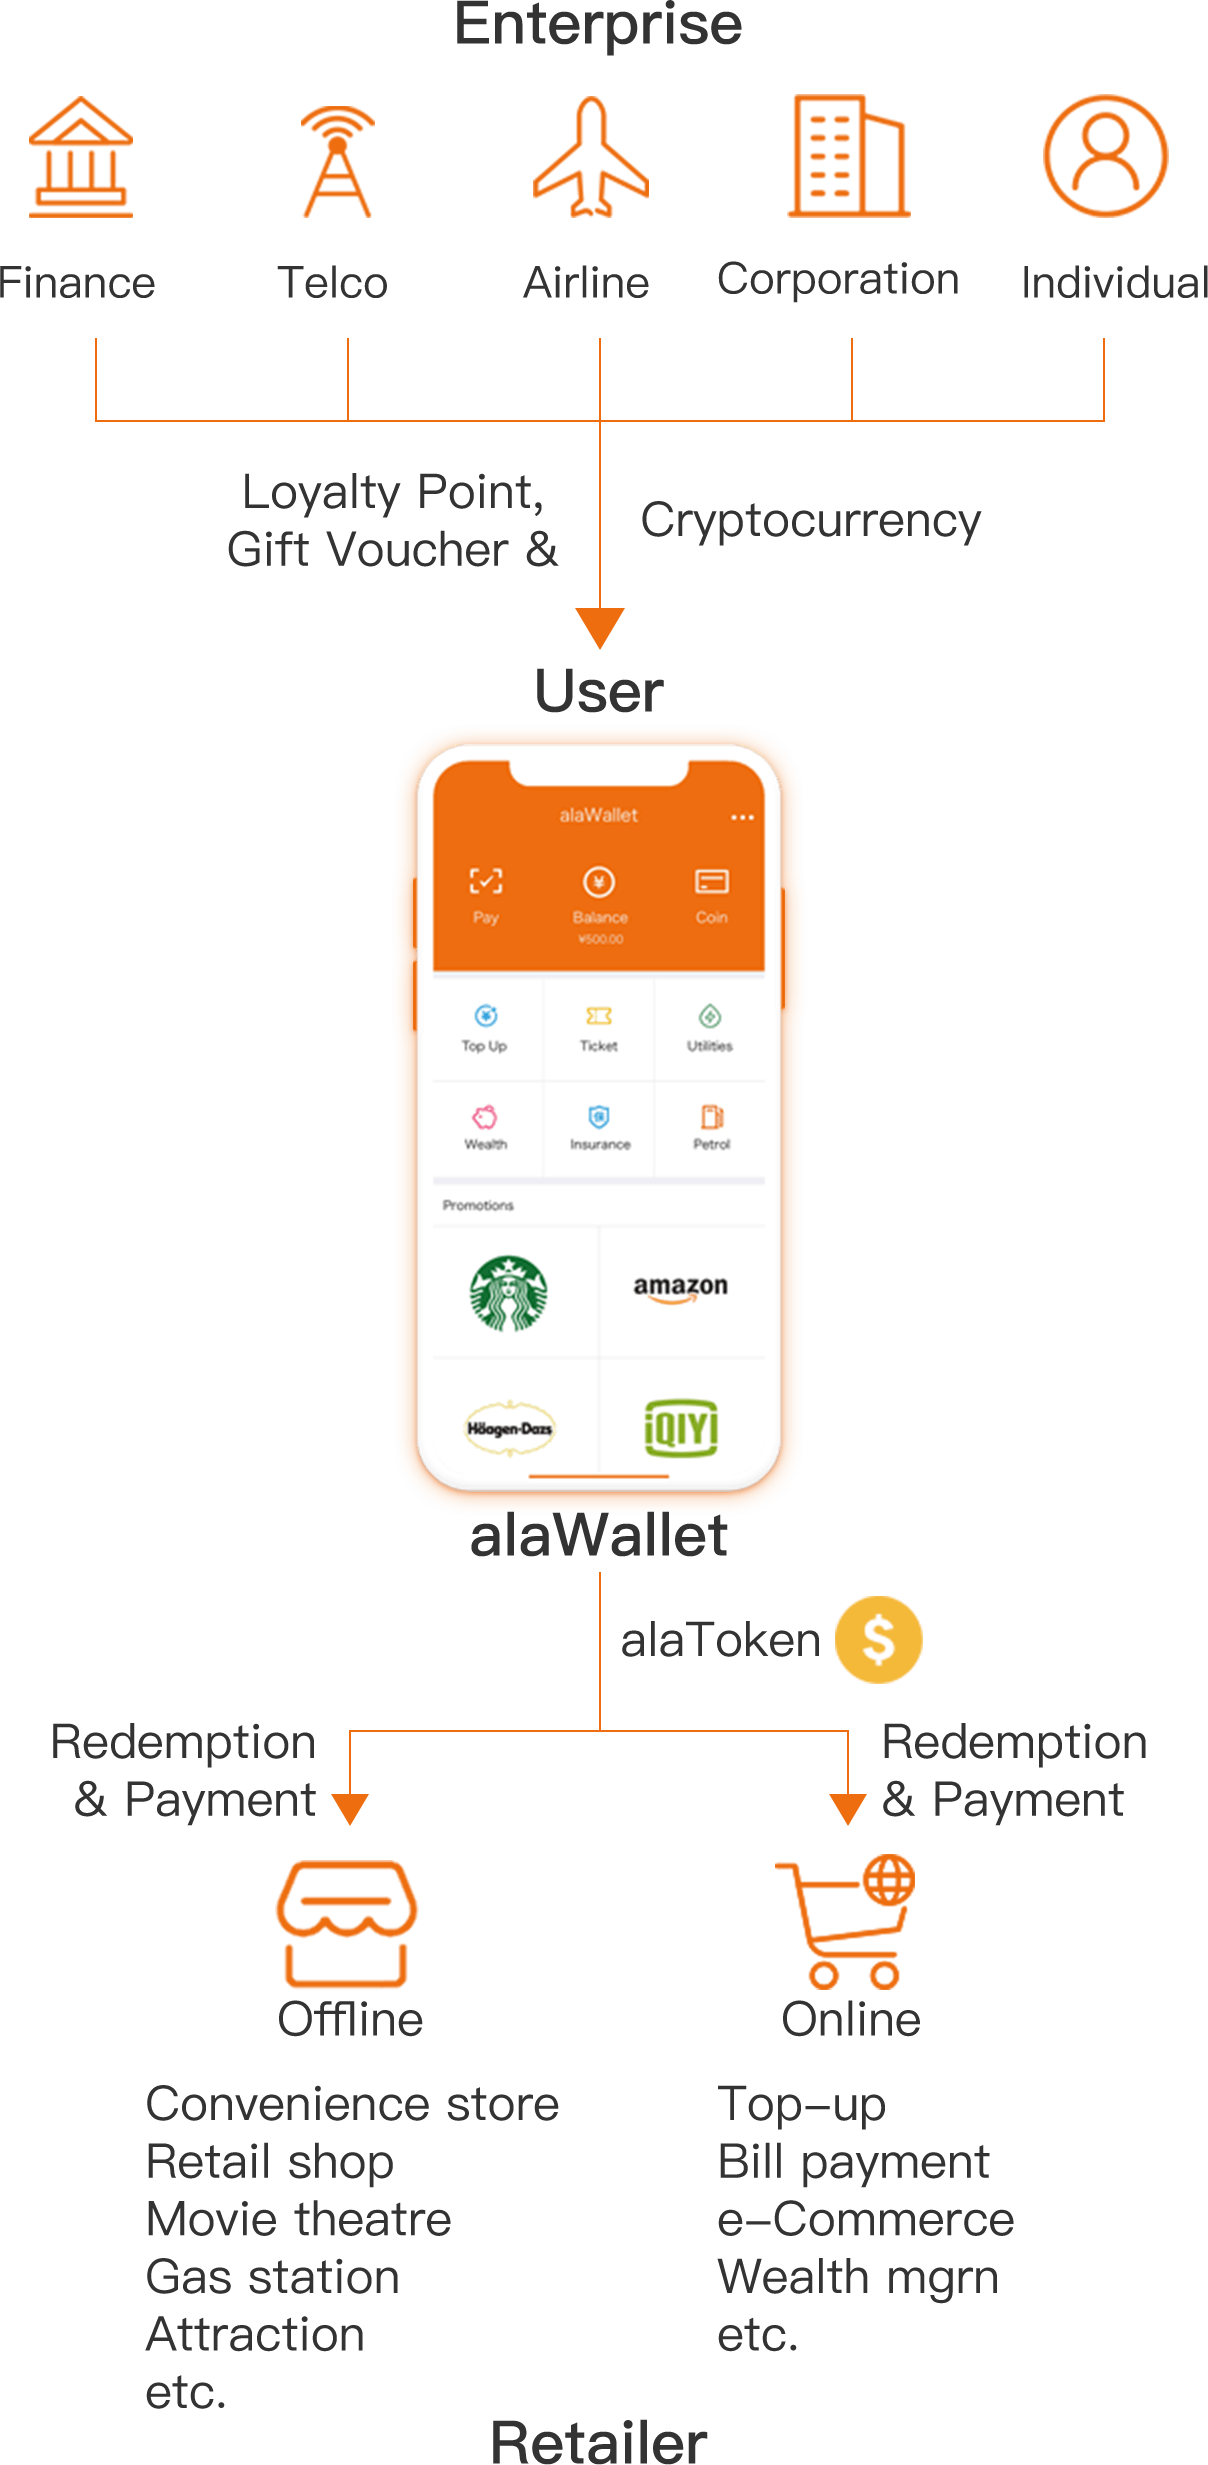 Enterprise
Finance
Telco
Airline
Corporation
Individual
Loyalty Point,
Gift Voucher &
Cryptocurrency
User
alaWallet
Pay
Balance
Coin
¥500.00
Top Up
Ticket
Utilities
Wealth
Insurance
Petrol
Promotions
amazon
Häagen-Dazs
iQIYI
alaWallet
alaToken
$
Redemption
& Payment
Redemption
& Payment
Offline
Online
Convenience store
Retail shop
Movie theatre
Gas station
Attraction
etc.
Top-up
Bill payment
e-Commerce
Wealth mgrn
etc.
Retailer